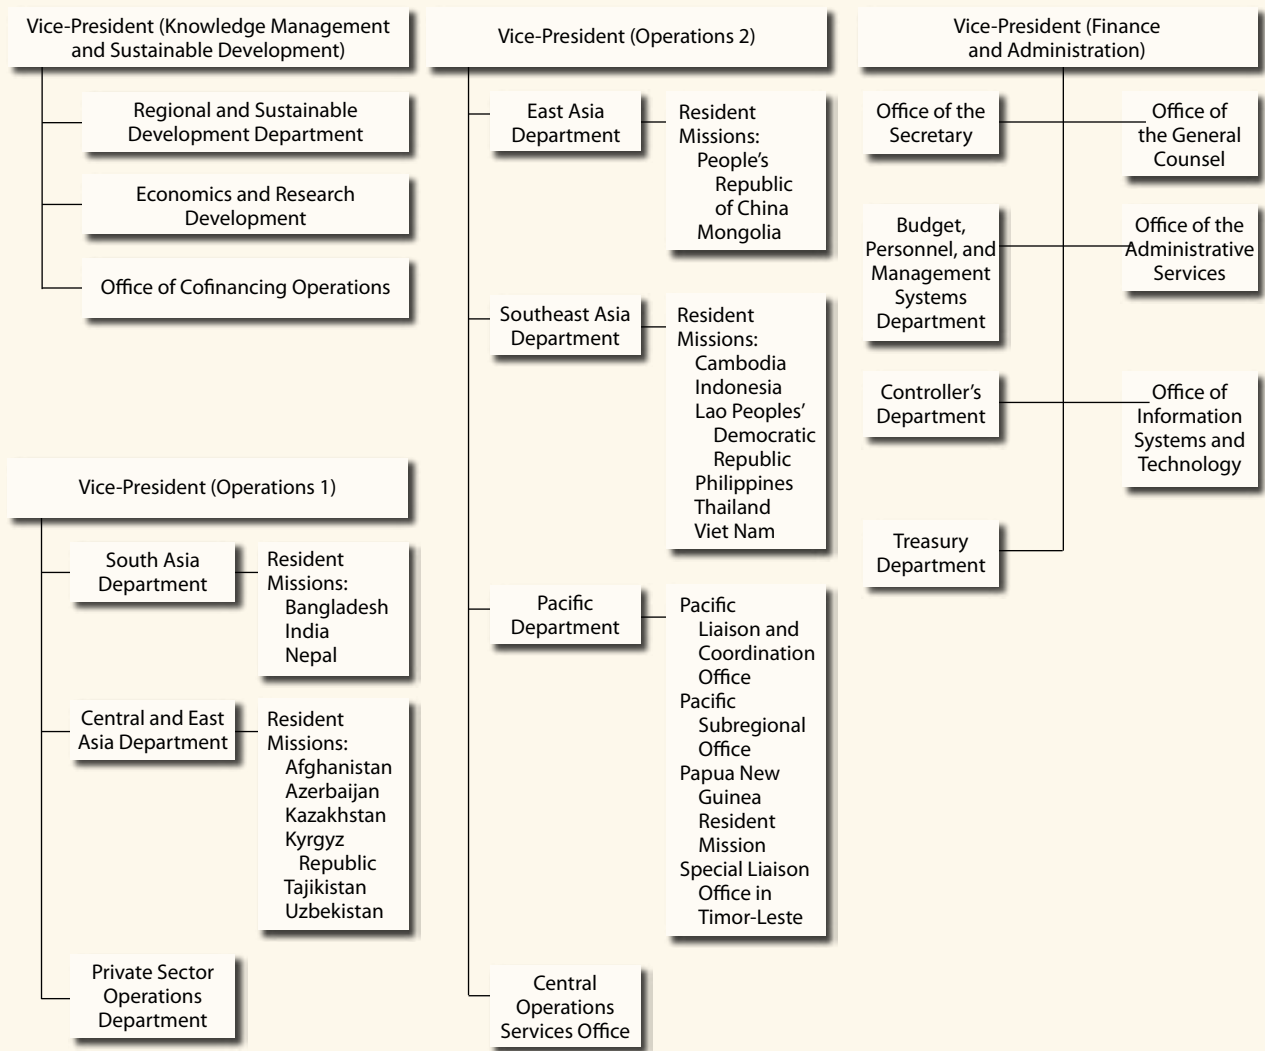 Vice-President (Knowledge Management
and Sustainable Development)
Regional and Sustainable
Development Department
Economics and Research
Development
Office of Cofinancing Operations
Vice-President (Operations 1)
South Asia
Department
Resident
Missions:
Bangladesh
India
Nepal
Central and East
Asia Department
Resident
Missions:
Afghanistan
Azerbaijan
Kazakhstan
Kyrgyz
Republic
Tajikistan
Uzbekistan
Private Sector
Operations
Department
Vice-President (Operations 2)
East Asia
Department
Resident
Missions:
People's
Republic
of China
Mongolia
Southeast Asia
Department
Resident
Missions:
Cambodia
Indonesia
Lao Peoples'
Democratic
Republic
Philippines
Thailand
Viet Nam
Pacific
Department
Pacific
Liaison and
Coordination
Office
Pacific
Subregional
Office
Papua New
Guinea
Resident
Mission
Special Liaison
Office in
Timor-Leste
Central
Operations
Services Office
Vice-President (Finance
and Administration)
Office of the
Secretary
Office of
the General
Counsel
Budget,
Personnel, and
Management
Systems
Department
Office of the
Administrative
Services
Controller's
Department
Office of
Information
Systems and
Technology
Treasury
Department